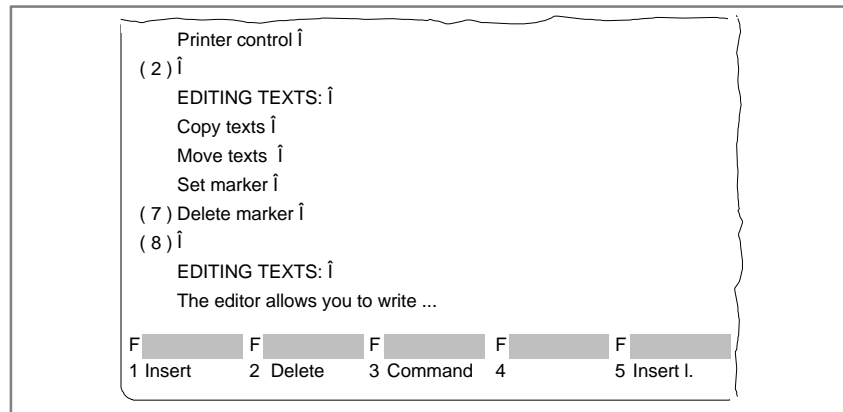 Printer control Î
( 2 ) Î
EDITING TEXTS: Î
Copy texts Î
Move texts Î
Set marker Î
( 7 ) Delete marker Î
( 8 ) Î
EDITING TEXTS: Î
The editor allows you to write ...
F F F F F
1 Insert 2 Delete 3 Command 4 5 Insert l.